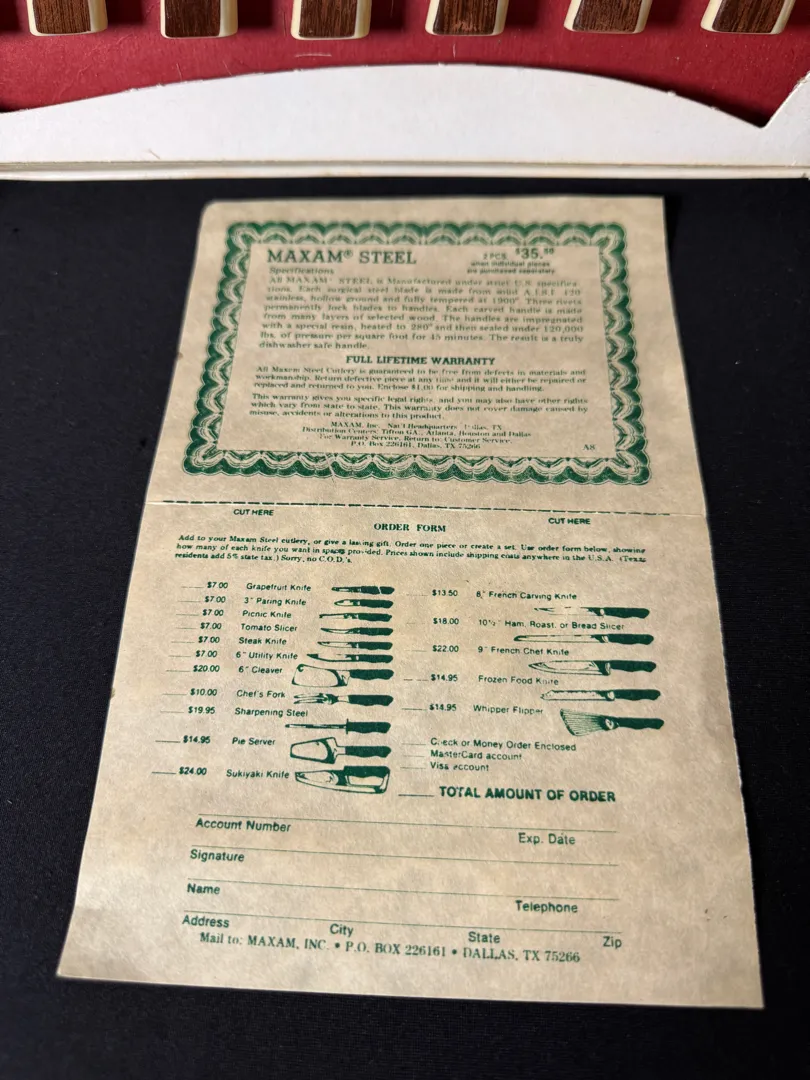 MAXAM® STEEL
2 PCS. $35.50
when individual pieces
are purchased separately
Specifications
All MAXAM® STEEL is Manufactured under strict U.S. specifica-
tions. Each surgical steel blade is made from solid A.I.S.I. 420
stainless, hollow ground and fully tempered at 1900° Three rivets
permanently lock blades to handles. Each carved handle is made
from many layers of selected wood. The handles are impregnated
with a special resin, heated to 280° and then sealed under 120,000
lbs. of pressure per square foot for 45 minutes. The result is a truly
dishwasher safe handle.
FULL LIFETIME WARRANTY
All Maxam Steel Cutlery is guaranteed to be free from defects in materials and
workmanship. Return defective piece at any time and it will either be repaired or
replaced and returned to you. Enclose $1.00 for shipping and handling.
This warranty gives you specific legal rights, and you may also have other rights
which vary from state to state. This warranty does not cover damage caused by
misuse, accidents or alterations to this product.
MAXAM, Inc. Nat'l Headquarters Dallas, TX
Distribution Centers: Tifton GA., Atlanta, Houston and Dallas
For Warranty Service, Return to: Customer Service,
P.O. Box 226161, Dallas, TX 75266
A8
CUT HERE
CUT HERE
ORDER FORM
Add to your Maxam Steel cutlery, or give a lasting gift. Order one piece or create a set. Use order form below, showing
how many of each knife you want in spaces provided. Prices shown include shipping costs anywhere in the U.S.A. (Texas
residents add 5% state tax.) Sorry, no C.O.D.'s.
$7.00 Grapefruit Knife
$7.00 3" Paring Knife
$7.00 Picnic Knife
$7.00 Tomato Slicer
$7.00 Steak Knife
$7.00 6" Utility Knife
$20.00 6" Cleaver
$10.00 Chef's Fork
$19.95 Sharpening Steel
$14.95 Pie Server
$24.00 Sukiyaki Knife
$13.50 8" French Carving Knife
$18.00 10½" Ham, Roast, or Bread Slicer
$22.00 9" French Chef Knife
$14.95 Frozen Food Knife
$14.95 Whipper Flipper
Check or Money Order Enclosed
MasterCard account
Visa account
TOTAL AMOUNT OF ORDER
Account Number
Exp. Date
Signature
Name
Telephone
Address City State Zip
Mail to: MAXAM, INC. • P.O. BOX 226161 • DALLAS, TX 75266